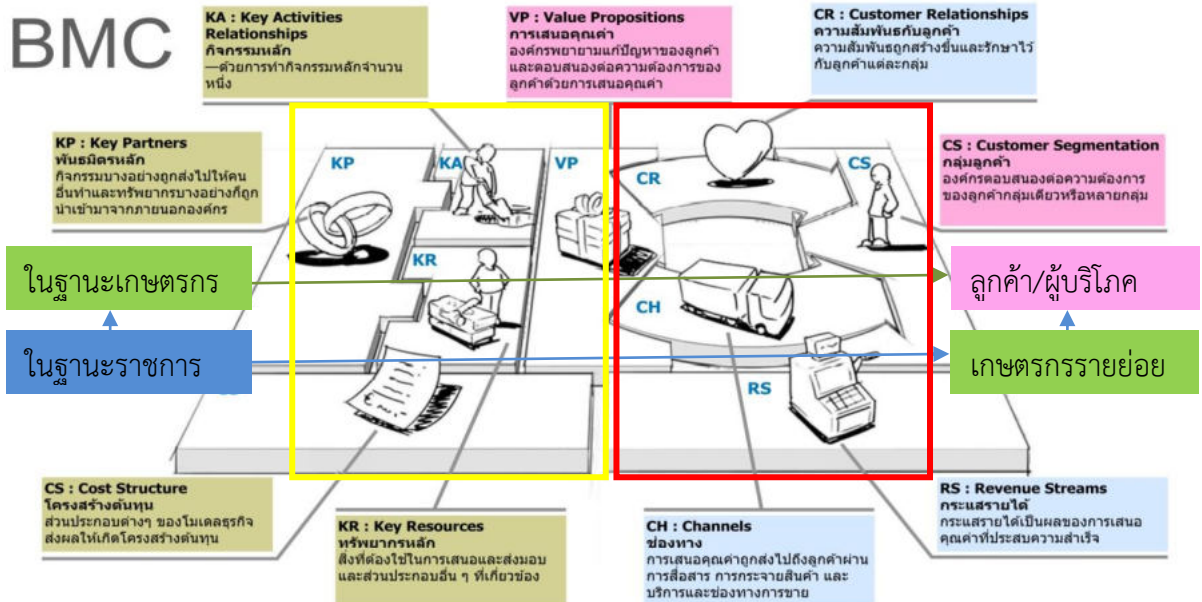 BMC
KA : Key Activities
Relationships
กิจกรรมหลัก
—ด้วยการทำกิจกรรมหลักจำนวน
หนึ่ง
VP : Value Propositions
การเสนอคุณค่า
องค์กรพยายามแก้ปัญหาของลูกค้า
และตอบสนองต่อความต้องการของ
ลูกค้าด้วยการเสนอคุณค่า
CR : Customer Relationships
ความสัมพันธ์กับลูกค้า
ความสัมพันธ์ถูกสร้างขึ้นและรักษาไว้
กับลูกค้าแต่ละกลุ่ม
KP : Key Partners
พันธมิตรหลัก
กิจกรรมบางอย่างถูกส่งไปให้คน
อื่นทำและทรัพยากรบางอย่างก็ถูก
นำเข้ามาจากภายนอกองค์กร
CS : Customer Segmentation
กลุ่มลูกค้า
องค์กรตอบสนองต่อความต้องการ
ของลูกค้ากลุ่มเดียวหรือหลายกลุ่ม
KP
KA
VP
CR
CS
KR
CH
RS
ในฐานะเกษตรกร
ลูกค้า/ผู้บริโภค
ในฐานะราชการ
เกษตรกรรายย่อย
CS : Cost Structure
โครงสร้างต้นทุน
ส่วนประกอบต่างๆ ของโมเดลธุรกิจ
ส่งผลให้เกิดโครงสร้างต้นทุน
KR : Key Resources
ทรัพยากรหลัก
สิ่งที่ต้องใช้ในการเสนอและส่งมอบ
และส่วนประกอบอื่น ๆ ที่เกี่ยวข้อง
CH : Channels
ช่องทาง
การเสนอคุณค่าถูกส่งไปถึงลูกค้าผ่าน
การสื่อสาร การกระจายสินค้า และ
บริการและช่องทางการขาย
RS : Revenue Streams
กระแสรายได้
กระแสรายได้เป็นผลของการเสนอ
คุณค่าที่ประสบความสำเร็จ